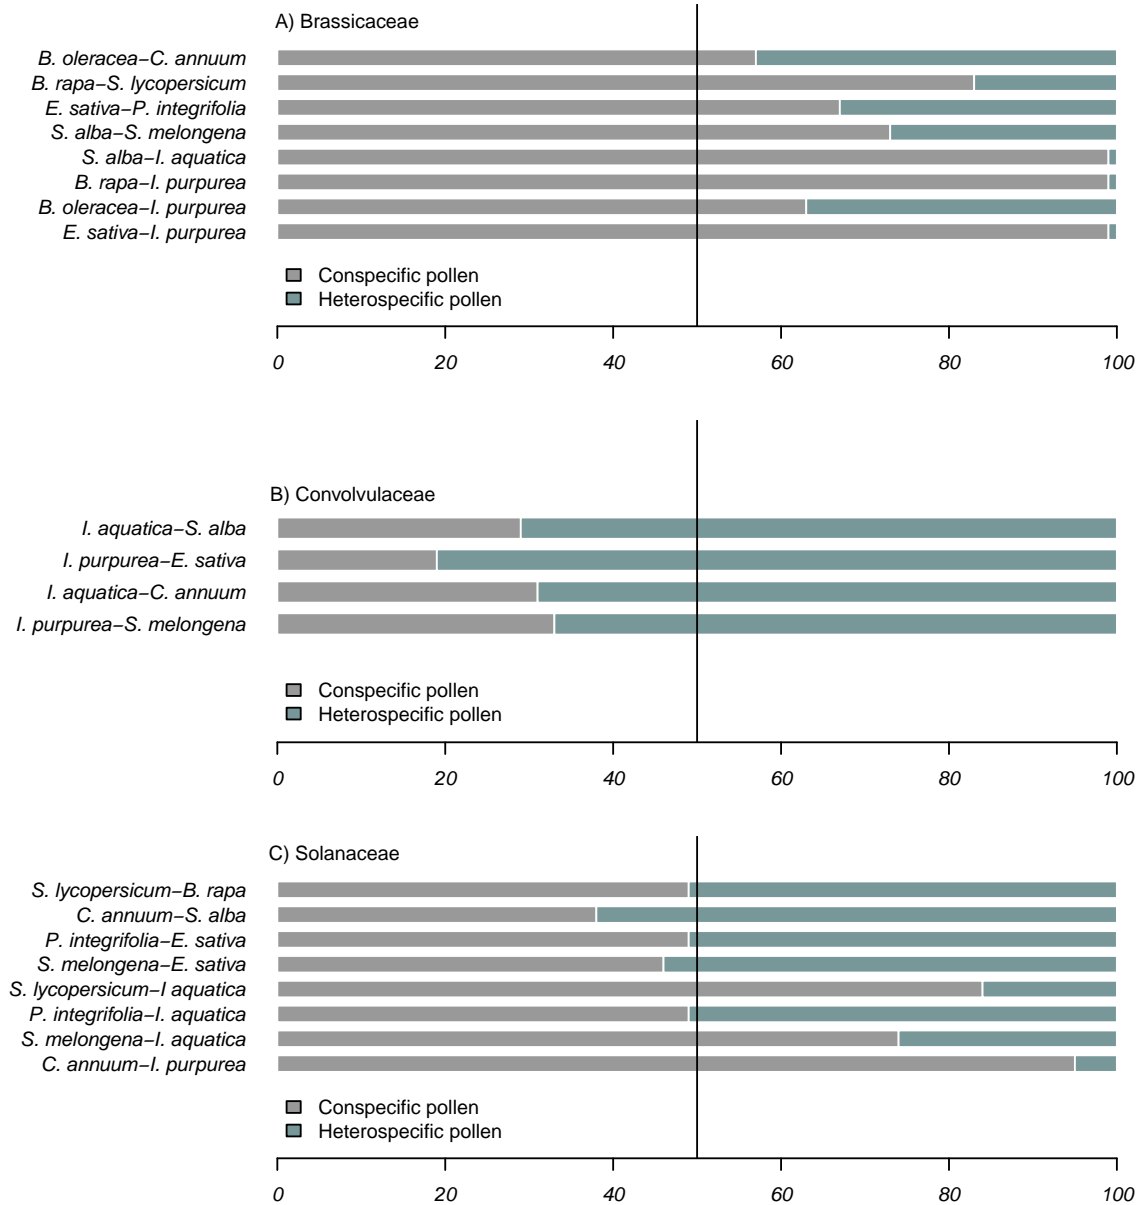 A) Brassicaceae
B. oleracea−C. annuum
B. rapa−S. lycopersicum
E. sativa−P. integrifolia
S. alba−S. melongena
S. alba−I. aquatica
B. rapa−I. purpurea
B. oleracea−I. purpurea
E. sativa−I. purpurea
Conspecific pollen
Heterospecific pollen
0 20 40 60 80 100
B) Convolvulaceae
I. aquatica−S. alba
I. purpurea−E. sativa
I. aquatica−C. annuum
I. purpurea−S. melongena
Conspecific pollen
Heterospecific pollen
0 20 40 60 80 100
C) Solanaceae
S. lycopersicum−B. rapa
C. annuum−S. alba
P. integrifolia−E. sativa
S. melongena−E. sativa
S. lycopersicum−I aquatica
P. integrifolia−I. aquatica
S. melongena−I. aquatica
C. annuum−I. purpurea
Conspecific pollen
Heterospecific pollen
0 20 40 60 80 100